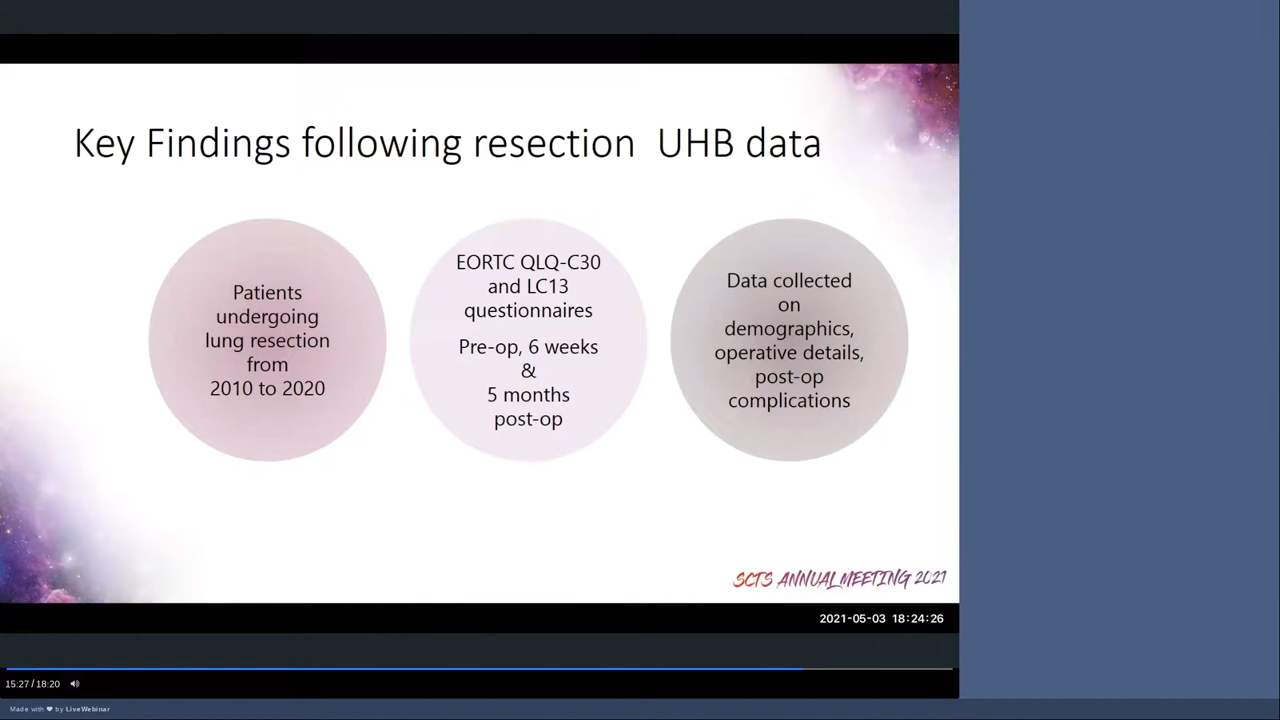 Key Findings following resection UHB data
Patients
undergoing
lung resection
from
2010 to 2020
EORTC QLQ-C30
and LC13
questionnaires
Pre-op, 6 weeks
&
5 months
post-op
Data collected
on
demographics,
operative details,
post-op
complications
SCTS ANNUAL MEETING 2021
2021-05-03 18:24:26
15:27/18:20
Made with ❤ by LiveWebinar